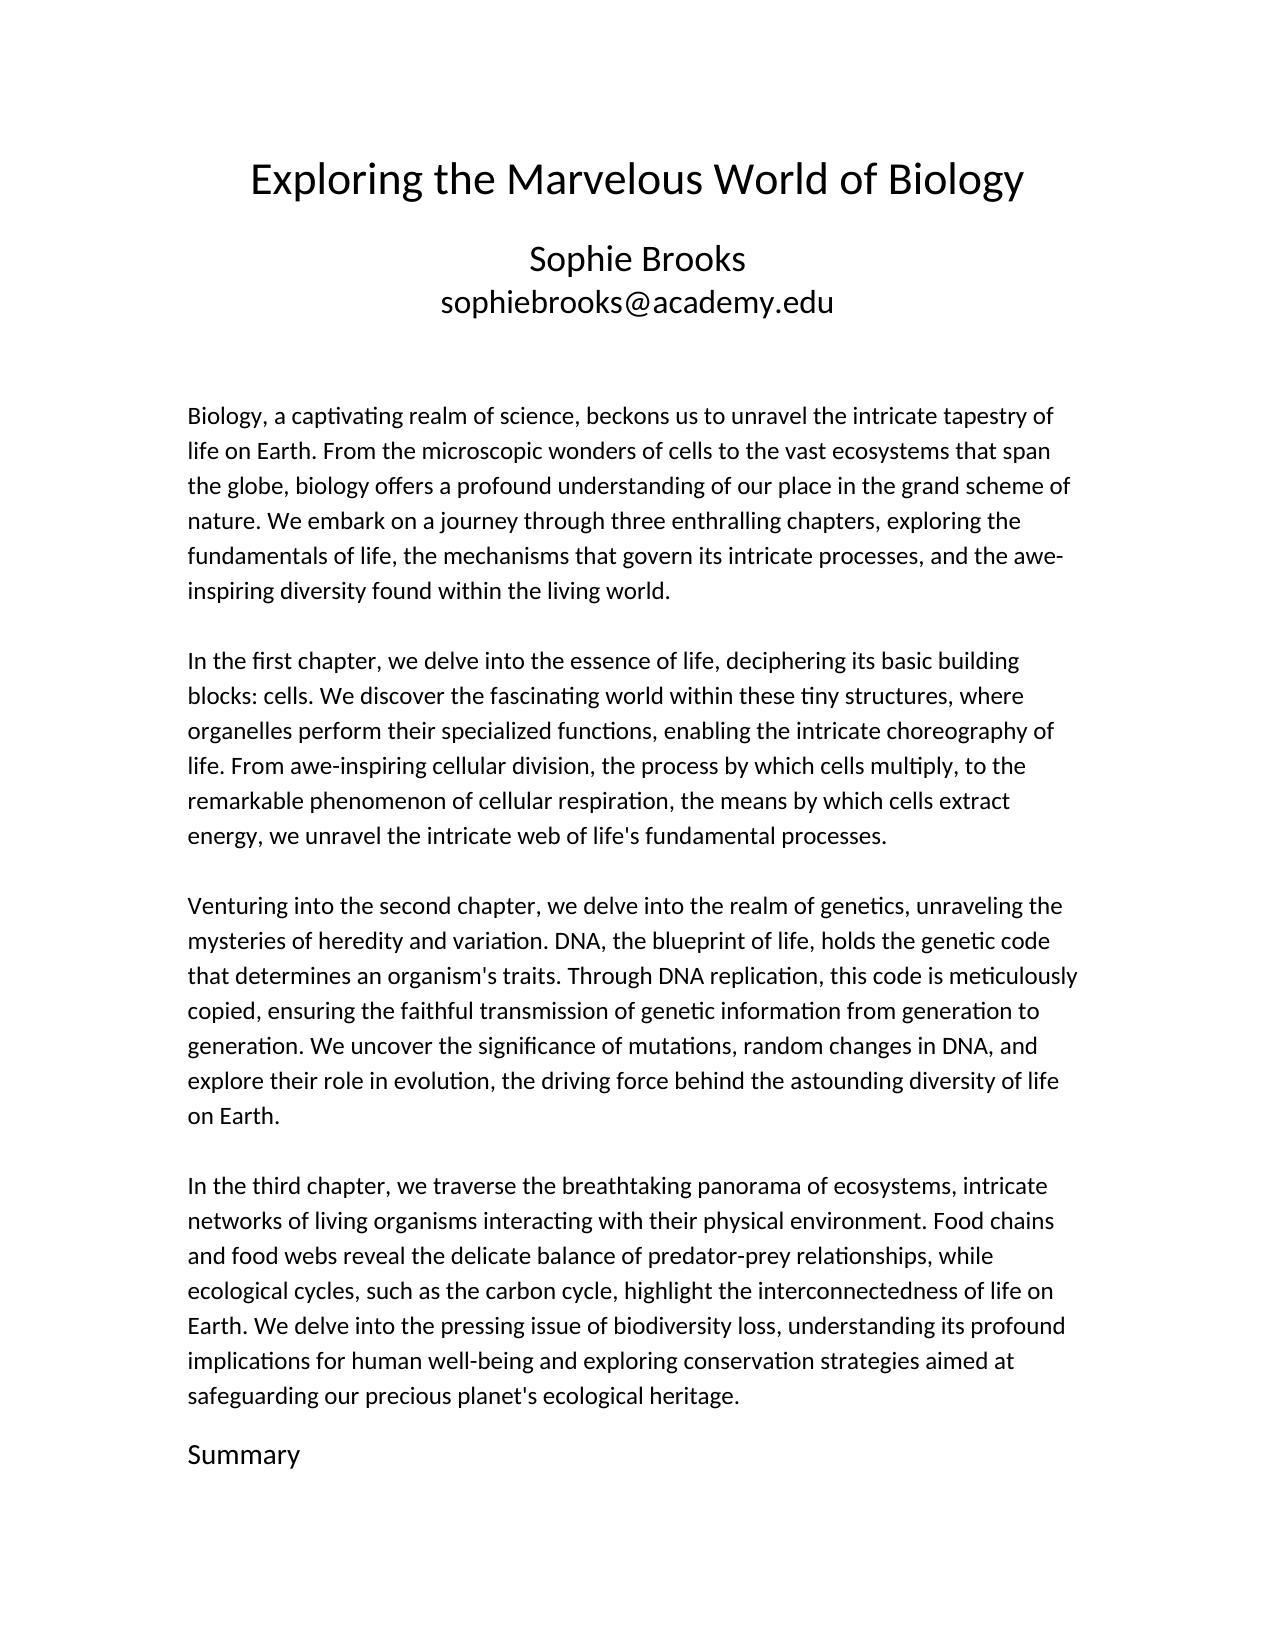 Exploring the Marvelous World of Biology
Sophie Brooks
sophiebrooks@academy.edu
Biology, a captivating realm of science, beckons us to unravel the intricate tapestry of
life on Earth. From the microscopic wonders of cells to the vast ecosystems that span
the globe, biology offers a profound understanding of our place in the grand scheme of
nature. We embark on a journey through three enthralling chapters, exploring the
fundamentals of life, the mechanisms that govern its intricate processes, and the awe-
inspiring diversity found within the living world.
In the first chapter, we delve into the essence of life, deciphering its basic building
blocks: cells. We discover the fascinating world within these tiny structures, where
organelles perform their specialized functions, enabling the intricate choreography of
life. From awe-inspiring cellular division, the process by which cells multiply, to the
remarkable phenomenon of cellular respiration, the means by which cells extract
energy, we unravel the intricate web of life's fundamental processes.
Venturing into the second chapter, we delve into the realm of genetics, unraveling the
mysteries of heredity and variation. DNA, the blueprint of life, holds the genetic code
that determines an organism's traits. Through DNA replication, this code is meticulously
copied, ensuring the faithful transmission of genetic information from generation to
generation. We uncover the significance of mutations, random changes in DNA, and
explore their role in evolution, the driving force behind the astounding diversity of life
on Earth.
In the third chapter, we traverse the breathtaking panorama of ecosystems, intricate
networks of living organisms interacting with their physical environment. Food chains
and food webs reveal the delicate balance of predator-prey relationships, while
ecological cycles, such as the carbon cycle, highlight the interconnectedness of life on
Earth. We delve into the pressing issue of biodiversity loss, understanding its profound
implications for human well-being and exploring conservation strategies aimed at
safeguarding our precious planet's ecological heritage.
Summary